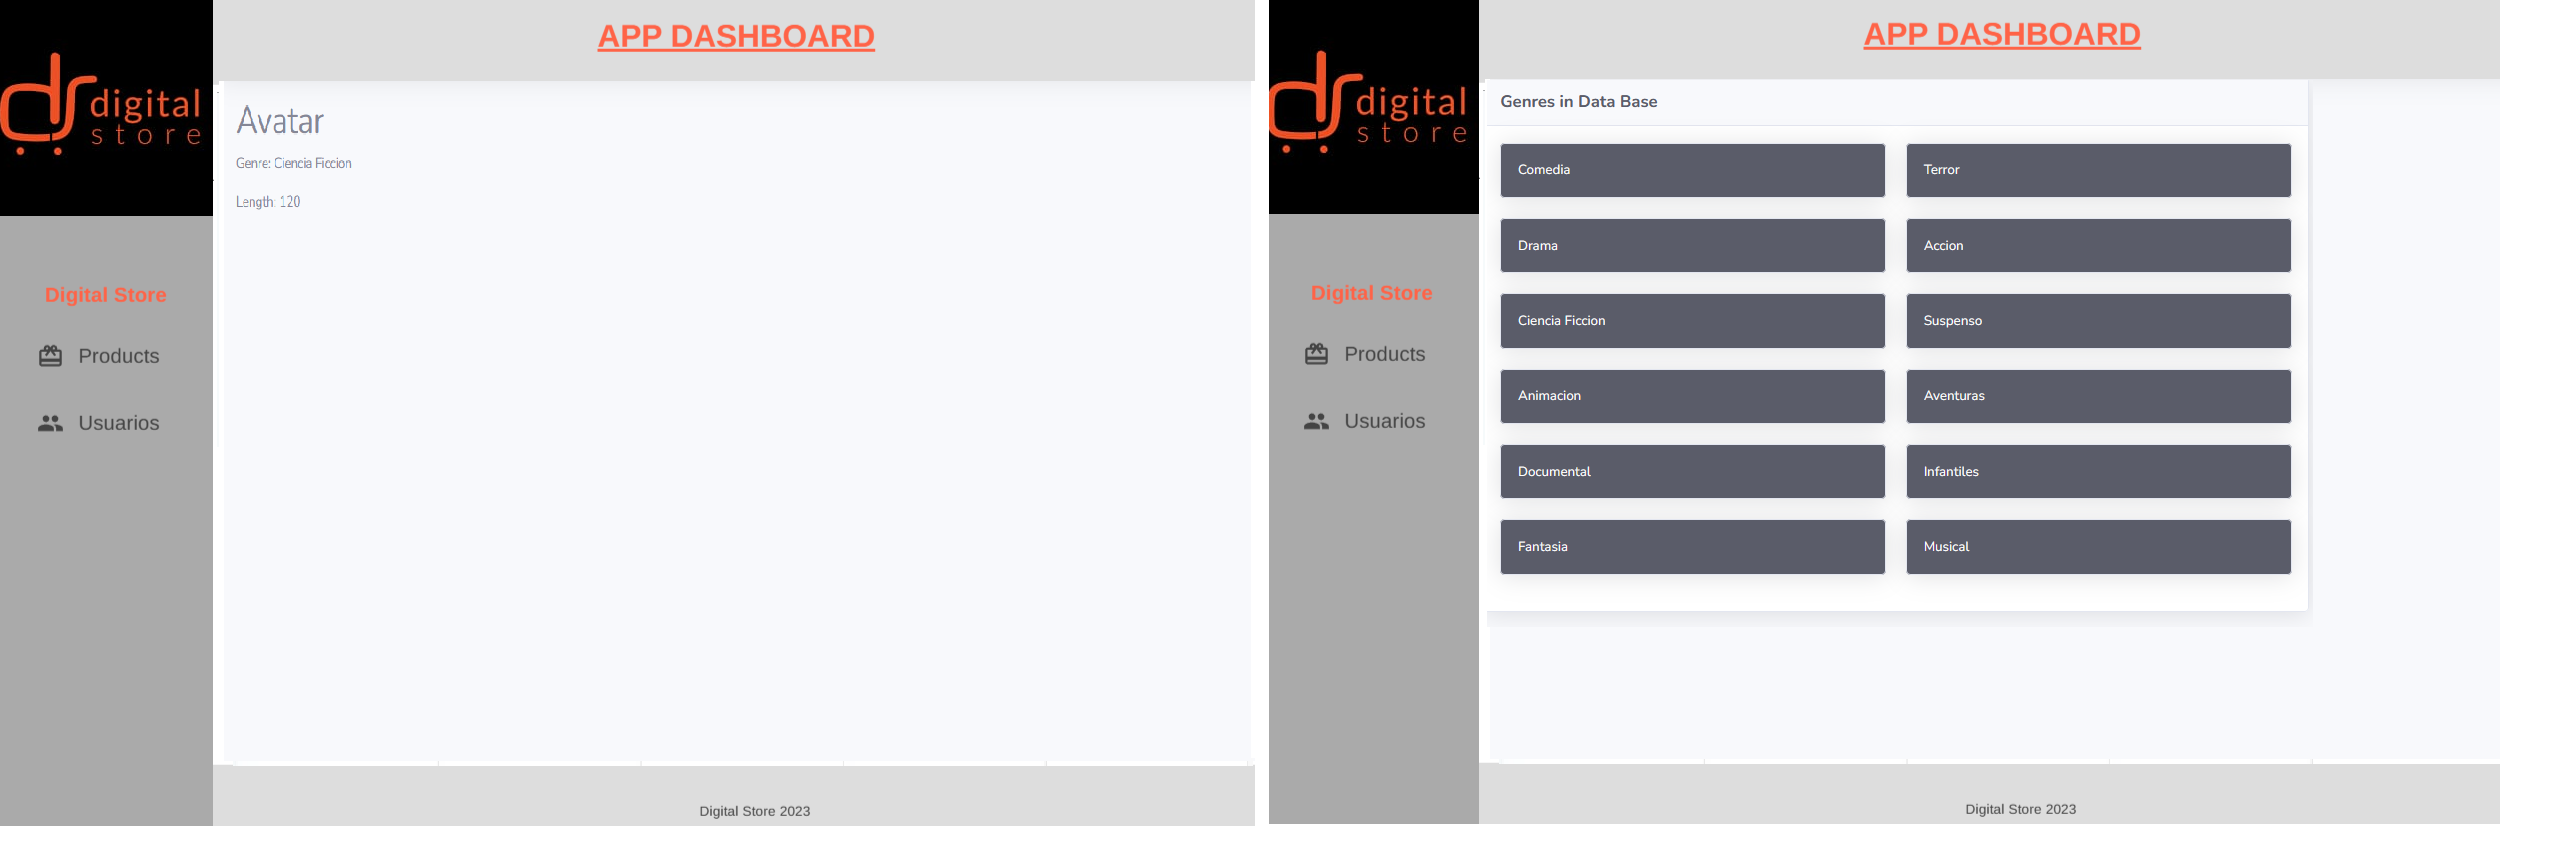 APP DASHBOARD
digital
store
Avatar
Genre: Ciencia Ficcion
Length: 120
Digital Store
Products
Usuarios
Digital Store 2023
APP DASHBOARD
digital
store
Genres in Data Base
Comedia
Terror
Drama
Accion
Ciencia Ficcion
Suspenso
Animacion
Aventuras
Documental
Infantiles
Fantasia
Musical
Digital Store
Products
Usuarios
Digital Store 2023